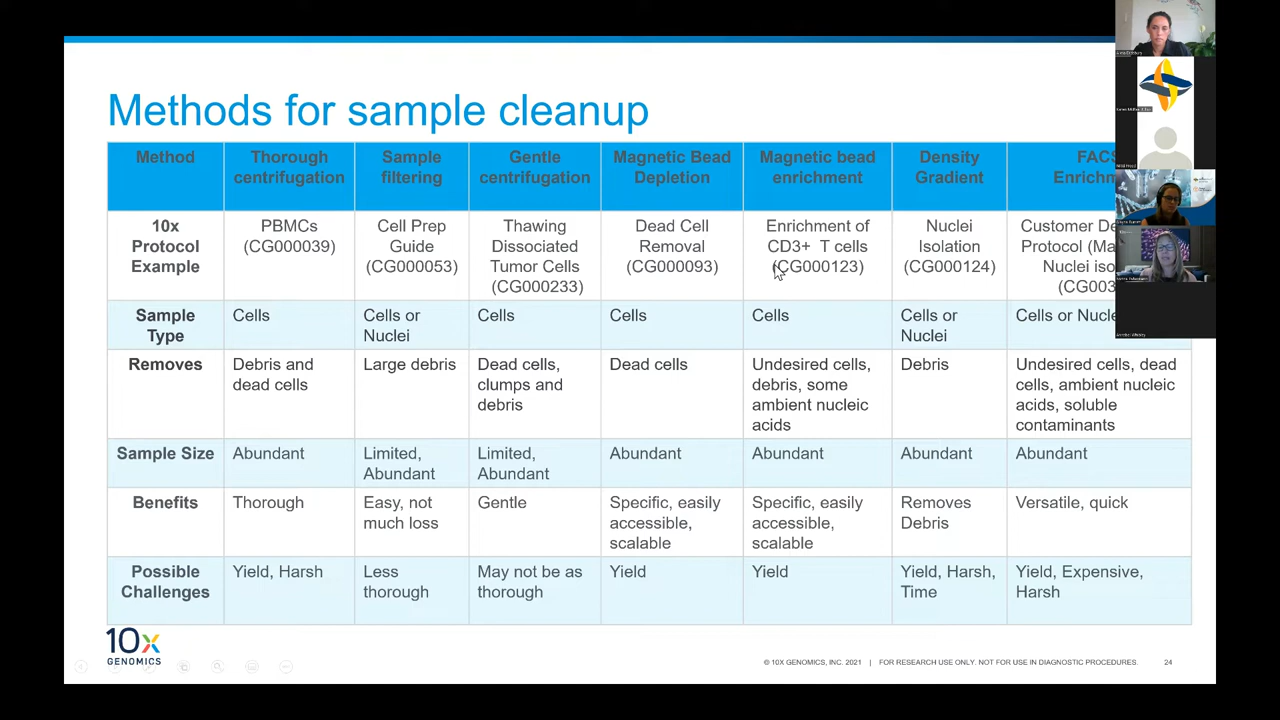 Methods for sample cleanup
Method
Thorough
centrifugation
Sample
filtering
Gentle
centrifugation
Magnetic Bead
Depletion
Magnetic bead
enrichment
Density
Gradient
10x
Protocol
Example
PBMCs
(CG000039)
Cell Prep
Guide
(CG000053)
Thawing
Dissociated
Tumor Cells
(CG000233)
Dead Cell
Removal
(CG000093)
Enrichment of
CD3+ T cells
(CG000123)
Nuclei
Isolation
(CG000124)
Customer
Protocol
Nuclei
Sample
Type
Cells
Cells or
Nuclei
Cells
Cells
Cells
Cells or
Nuclei
Cells or
Removes
Debris and
dead cells
Large debris
Dead cells,
clumps and
debris
Dead cells
Undesired cells,
debris, some
ambient nucleic
acids
Debris
Undesired cells, dead
cells, ambient nucleic
acids, soluble
contaminants
Sample Size
Abundant
Limited,
Abundant
Limited,
Abundant
Abundant
Abundant
Abundant
Abundant
Benefits
Thorough
Easy, not
much loss
Gentle
Specific, easily
accessible,
scalable
Specific, easily
accessible,
scalable
Removes
Debris
Versatile, quick
Possible
Challenges
Yield, Harsh
Less
thorough
May not be as
thorough
Yield
Yield
Yield, Harsh,
Time
Yield, Expensive,
Harsh
10x
GENOMICS
© 10X GENOMICS, INC. 2021 | FOR RESEARCH USE ONLY. NOT FOR USE IN DIAGNOSTIC PROCEDURES.
24